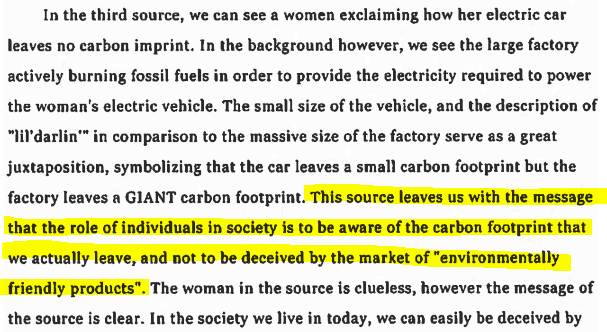 In the third source, we can see a women exclaiming how her electric car
leaves no carbon imprint. In the background however, we see the large factory
actively burning fossil fuels in order to provide the electricity required to power
the woman's electric vehicle. The small size of the vehicle, and the description of
"lil'darlin'" in comparison to the massive size of the factory serve as a great
juxtaposition, symbolizing that the car leaves a small carbon footprint but the
factory leaves a GIANT carbon footprint. This source leaves us with the message
that the role of individuals in society is to be aware of the carbon footprint that
we actually leave, and not to be deceived by the market of "environmentally
friendly products". The woman in the source is clueless, however the message of
the source is clear. In the society we live in today, we can easily be deceived by